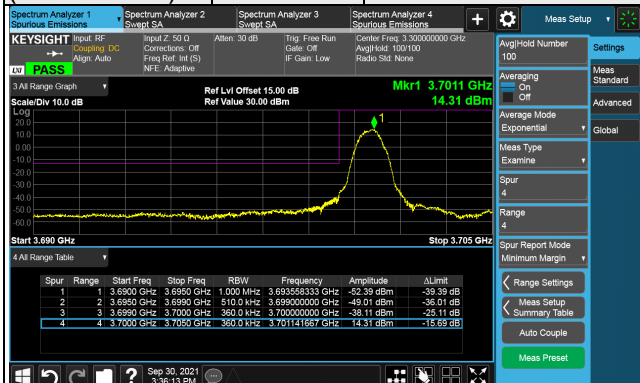 Spectrum Analyzer 1
Spurious Emissions
Spectrum Analyzer 2
Swept SA
Spectrum Analyzer 3
Swept SA
Spectrum Analyzer 4
Spurious Emissions
+
Meas Setup
KEYSIGHT
Input: RF
Coupling: DC
Align: Auto
Input Z: 50 Ω
Corrections: Off
Freq Ref: Int (S)
NFE: Adaptive
Atten: 30 dB
Trig: Free Run
Gate: Off
IF Gain: Low
Center Freq: 3.300000000 GHz
Avg|Hold: 100/100
Radio Std: None
LXI
PASS
3 All Range Graph
Ref Lvl Offset 15.00 dB
Mkr1 3.7011 GHz
Scale/Div 10.0 dB
Ref Value 30.00 dBm
14.31 dBm
Log
20.0
10.0
0.00
-10.0
-20.0
-30.0
-40.0
-50.0
-60.0
1
Start 3.690 GHz
Stop 3.705 GHz
4 All Range Table
Spur Range Start Freq Stop Freq RBW Frequency Amplitude ΔLimit
1 1 3.6900 GHz 3.6950 GHz 1.000 MHz 3.693558333 GHz -52.39 dBm -39.39 dB
2 2 3.6950 GHz 3.6990 GHz 510.0 kHz 3.699000000 GHz -49.01 dBm -36.01 dB
3 3 3.6990 GHz 3.7000 GHz 360.0 kHz 3.700000000 GHz -38.11 dBm -25.11 dB
4 4 3.7000 GHz 3.7050 GHz 360.0 kHz 3.701141667 GHz 14.31 dBm -15.69 dB
Avg|Hold Number
100
Averaging
On
Off
Average Mode
Exponential
Meas Type
Examine
Spur
4
Range
4
Spur Report Mode
Minimum Margin
Range Settings
Meas Setup
Summary Table
Auto Couple
Meas Preset
Settings
Meas
Standard
Advanced
Global
?
Sep 30, 2021
3:36:13 PM